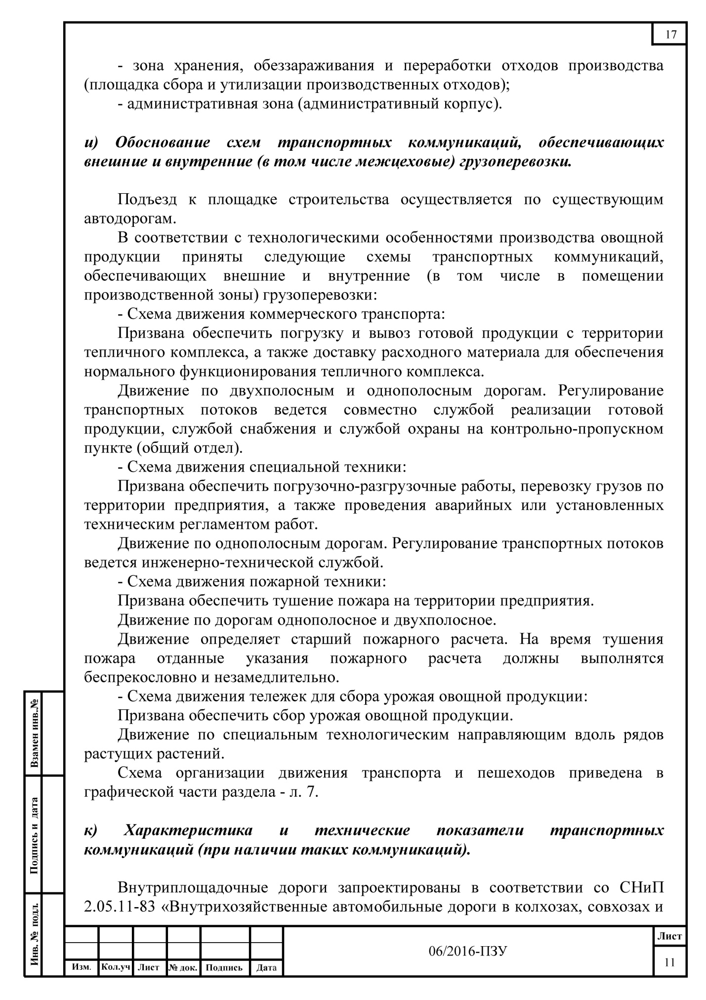 17
- зона хранения, обеззараживания и переработки отходов производства
(площадка сбора и утилизации производственных отходов);
- административная зона (административный корпус).
и) Обоснование схем транспортных коммуникаций, обеспечивающих
внешние и внутренние (в том числе межцеховые) грузоперевозки.
Подъезд к площадке строительства осуществляется по существующим
автодорогам.
В соответствии с технологическими особенностями производства овощной
продукции приняты следующие схемы транспортных коммуникаций,
обеспечивающих внешние и внутренние (в том числе в помещении
производственной зоны) грузоперевозки:
- Схема движения коммерческого транспорта:
Призвана обеспечить погрузку и вывоз готовой продукции с территории
тепличного комплекса, а также доставку расходного материала для обеспечения
нормального функционирования тепличного комплекса.
Движение по двухполосным и однополосным дорогам. Регулирование
транспортных потоков ведется совместно службой реализации готовой
продукции, службой снабжения и службой охраны на контрольно-пропускном
пункте (общий отдел).
- Схема движения специальной техники:
Призвана обеспечить погрузочно-разгрузочные работы, перевозку грузов по
территории предприятия, а также проведения аварийных или установленных
техническим регламентом работ.
Движение по однополосным дорогам. Регулирование транспортных потоков
ведется инженерно-технической службой.
- Схема движения пожарной техники:
Призвана обеспечить тушение пожара на территории предприятия.
Движение по дорогам однополосное и двухполосное.
Движение определяет старший пожарного расчета. На время тушения
пожара отданные указания пожарного расчета должны выполнятся
беспрекословно и незамедлительно.
- Схема движения тележек для сбора урожая овощной продукции:
Призвана обеспечить сбор урожая овощной продукции.
Движение по специальным технологическим направляющим вдоль рядов
растущих растений.
Схема организации движения транспорта и пешеходов приведена в
графической части раздела - л. 7.
к) Характеристика и технические показатели транспортных
коммуникаций (при наличии таких коммуникаций).
Внутриплощадочные дороги запроектированы в соответствии со СНиП
2.05.11-83 «Внутрихозяйственные автомобильные дороги в колхозах, совхозах и
Взамен инв.№
Подпись и дата
Инв. № подл.
Изм. Кол.уч Лист № док. Подпись Дата
06/2016-ПЗУ
Лист
11